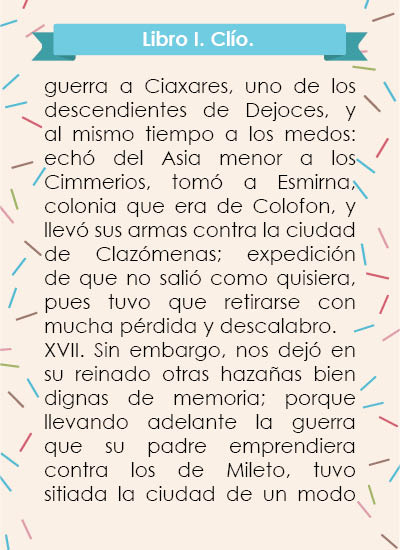 Libro I. Clío.
guerra a Ciaxares, uno de los
descendientes de Dejoces, y
al mismo tiempo a los medos:
echó del Asia menor a los
Cimmerios, tomó a Esmirna,
colonia que era de Colofon, y
llevó sus armas contra la ciudad
de Clazómenas; expedición
de que no salió como quisiera,
pues tuvo que retirarse con
mucha pérdida y descalabro.
XVII. Sin embargo, nos dejó en
su reinado otras hazañas bien
dignas de memoria; porque
llevando adelante la guerra
que su padre emprendiera
contra los de Mileto, tuvo
sitiada la ciudad de un modo